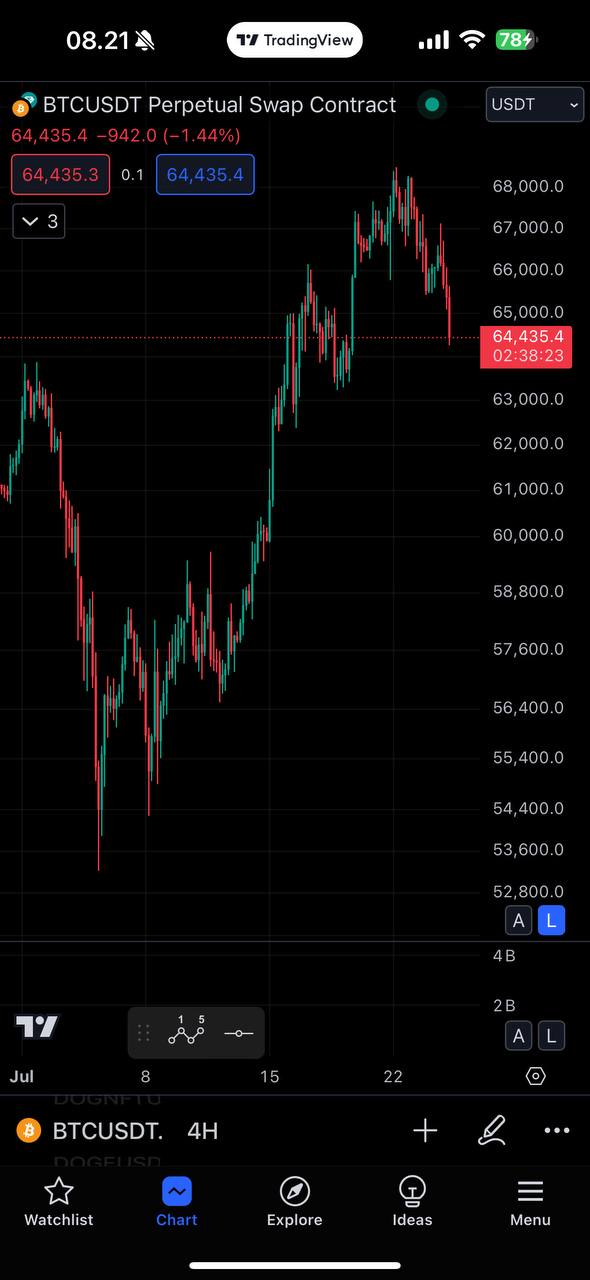 08.21 TradingView 78
BTCUSDT Perpetual Swap Contract USDT
64,435.4 −942.0 (−1.44%)
64,435.3 0.1 64,435.4
68,000.0
3
67,000.0
66,000.0
65,000.0
64,435.4
02:38:23
63,000.0
62,000.0
61,000.0
60,000.0
58,800.0
57,600.0
56,400.0
55,400.0
54,400.0
53,600.0
52,800.0
A L
4B
2B
1 5
A L
Jul 8 15 22
BTCUSDT. 4H
Watchlist Chart Explore Ideas Menu